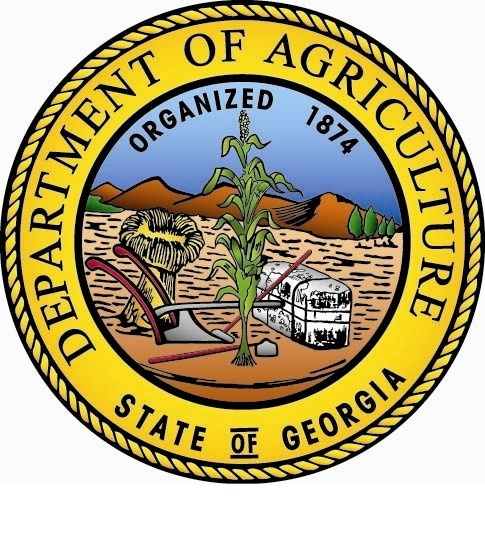 DEPARTMENT OF AGRICULTURE
ORGANIZED 1874
STATE OF GEORGIA